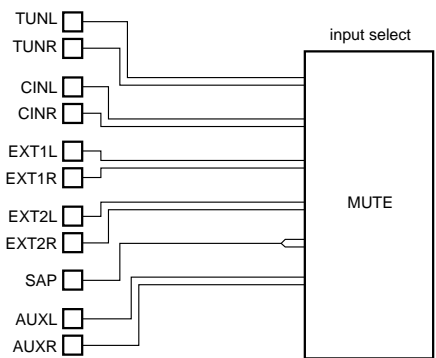 TUNL
TUNR
input select
CINL
CINR
EXT1L
EXT1R
MUTE
EXT2L
EXT2R
SAP
AUXL
AUXR